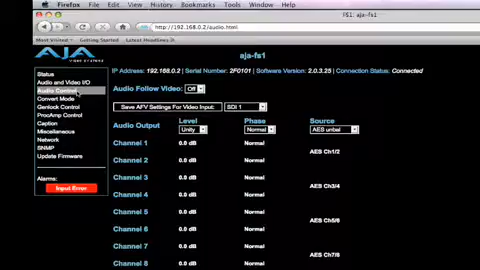 Firefox File Edit View History Bookmarks Tools Window Help
FS1: aja-fs1
http://192.168.0.2/audio.html
Most Visited Getting Started Latest Headlines
AJA
VIDEO SYSTEMS
aja-fs1
IP Address: 192.168.0.2 | Serial Number: 2F0101 | Software Version: 2.0.3.25 | Connection Status: Connected
Status
Audio and Video I/O
Audio Control
Convert Mode
Genlock Control
ProcAmp Control
Caption
Miscellaneous
Network
SNMP
Update Firmware
Alarms:
Input Error
Audio Follow Video: Off
Save AFV Settings For Video Input: SDI 1
Audio Output Level Phase Source
Unity Normal AES unbal
Channel 1 0.0 dB Normal
AES Ch1/2
Channel 2 0.0 dB Normal
Channel 3 0.0 dB Normal
AES Ch3/4
Channel 4 0.0 dB Normal
Channel 5 0.0 dB Normal
AES Ch5/6
Channel 6 0.0 dB Normal
Channel 7 0.0 dB Normal
AES Ch7/8
Channel 8 0.0 dB Normal